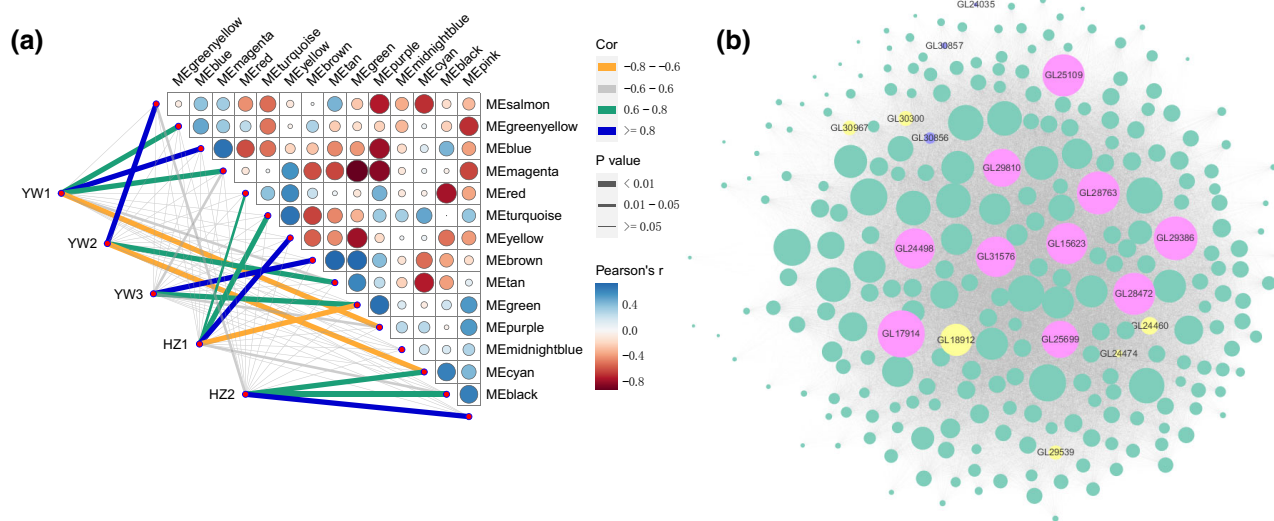 (a)
MEgreenyellow
MEblue
MEmagenta
MEred
MEturquoise
MEyellow
MEbrown
MEtan
MEgreen
MEpurple
MEmidnightblue
MEcyan
MEblack
MEpink
MEsalmon
MEgreenyellow
MEblue
MEmagenta
MEred
MEturquoise
MEyellow
MEbrown
MEtan
MEgreen
MEpurple
MEmidnightblue
MEcyan
MEblack
YW1
YW2
YW3
HZ1
HZ2
Cor
−0.8 − −0.6
−0.6 − 0.6
0.6 − 0.8
>= 0.8
P value
< 0.01
0.01 − 0.05
>= 0.05
Pearson's r
0.4
0.0
−0.4
−0.8
(b)
GL24035
GL30857
GL25109
GL30300
GL30967
GL30856
GL29810
GL28763
GL24498
GL31576
GL15623
GL29386
GL28472
GL17914
GL18912
GL25699
GL24460
GL24474
GL29539